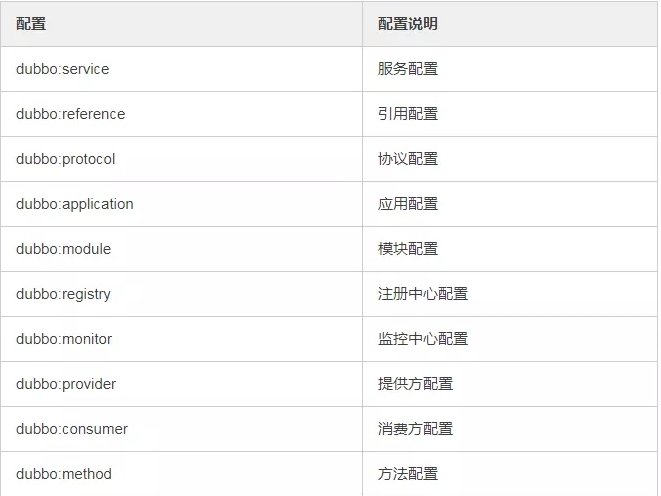 配置 配置说明
dubbo:service 服务配置
dubbo:reference 引用配置
dubbo:protocol 协议配置
dubbo:application 应用配置
dubbo:module 模块配置
dubbo:registry 注册中心配置
dubbo:monitor 监控中心配置
dubbo:provider 提供方配置
dubbo:consumer 消费方配置
dubbo:method 方法配置